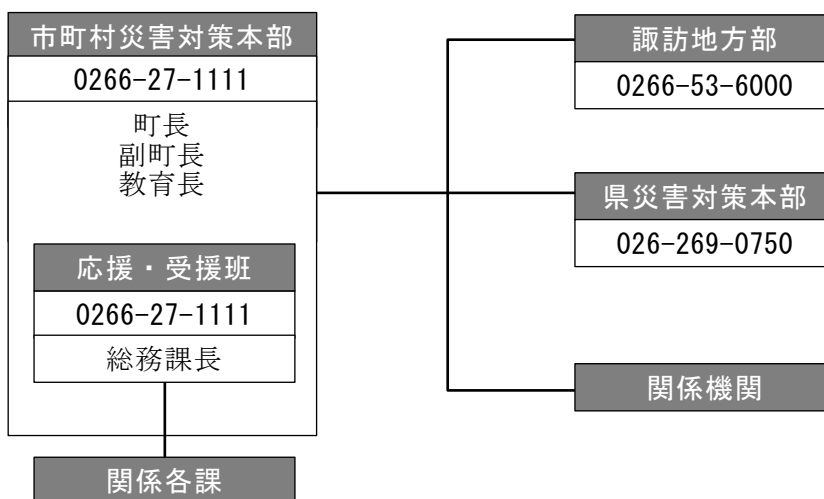 市町村災害対策本部
0266-27-1111
町長
副町長
教育長
応援・受援班
0266-27-1111
総務課長
関係各課
諏訪地方部
0266-53-6000
県災害対策本部
026-269-0750
関係機関